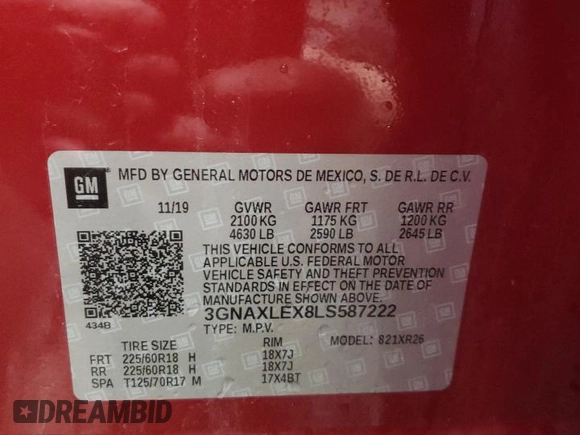 GM
MFD BY GENERAL MOTORS DE MEXICO, S. DE R.L. DE C.V.
11/19 GVWR GAWR FRT GAWR RR
2100 KG 1175 KG 1200 KG
4630 LB 2590 LB 2645 LB
THIS VEHICLE CONFORMS TO ALL
APPLICABLE U.S. FEDERAL MOTOR
VEHICLE SAFETY AND THEFT PREVENTION
STANDARDS IN EFFECT ON THE DATE OF
MANUFACTURE SHOWN ABOVE.
3GNAXLEX8LS587222
434B
TYPE: M.P.V. MODEL: 821XR26
TIRE SIZE RIM
FRT 225/60R18 H 18X7J
RR 225/60R18 H 18X7J
SPA T125/70R17 M 17X4BT
DREAMBID